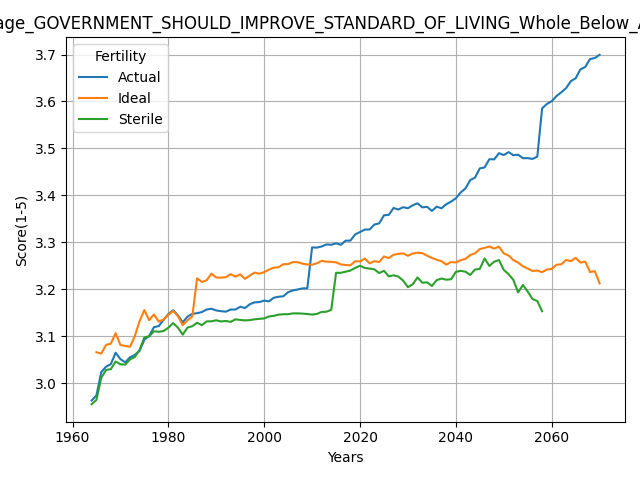 age_GOVERNMENT_SHOULD_IMPROVE_STANDARD_OF_LIVING_Whole_Below_
Fertility
Actual
Ideal
Sterile
3.7
3.6
3.5
3.4
3.3
3.2
3.1
3.0
Score(1-5)
1960 1980 2000 2020 2040 2060
Years